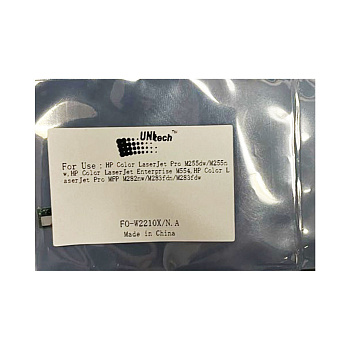 UNItech™
For Use : HP Color LaserJet Pro M255dw/M255n
w,HP Color LaserJet Enterprise M554,HP Color L
aserJet Pro MFP M282nw/M283fdn/M283fdw
FO-W2210X/N.A
Made in China